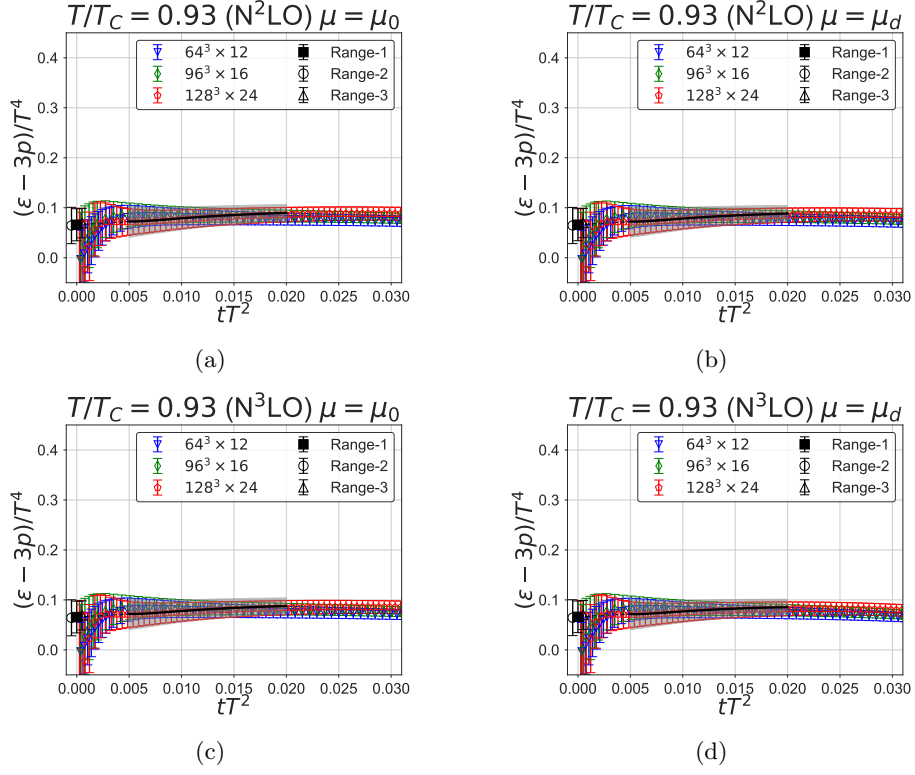 T/T_C = 0.93 (N²LO) μ = μ_0
(ε − 3p)/T⁴
0.4
0.3
0.2
0.1
0.0
64³ × 12
96³ × 16
128³ × 24
Range-1
Range-2
Range-3
0.000 0.005 0.010 0.015 0.020 0.025 0.030
tT²
(a)
T/T_C = 0.93 (N²LO) μ = μ_d
(ε − 3p)/T⁴
0.4
0.3
0.2
0.1
0.0
64³ × 12
96³ × 16
128³ × 24
Range-1
Range-2
Range-3
0.000 0.005 0.010 0.015 0.020 0.025 0.030
tT²
(b)
T/T_C = 0.93 (N³LO) μ = μ_0
(ε − 3p)/T⁴
0.4
0.3
0.2
0.1
0.0
64³ × 12
96³ × 16
128³ × 24
Range-1
Range-2
Range-3
0.000 0.005 0.010 0.015 0.020 0.025 0.030
tT²
(c)
T/T_C = 0.93 (N³LO) μ = μ_d
(ε − 3p)/T⁴
0.4
0.3
0.2
0.1
0.0
64³ × 12
96³ × 16
128³ × 24
Range-1
Range-2
Range-3
0.000 0.005 0.010 0.015 0.020 0.025 0.030
tT²
(d)